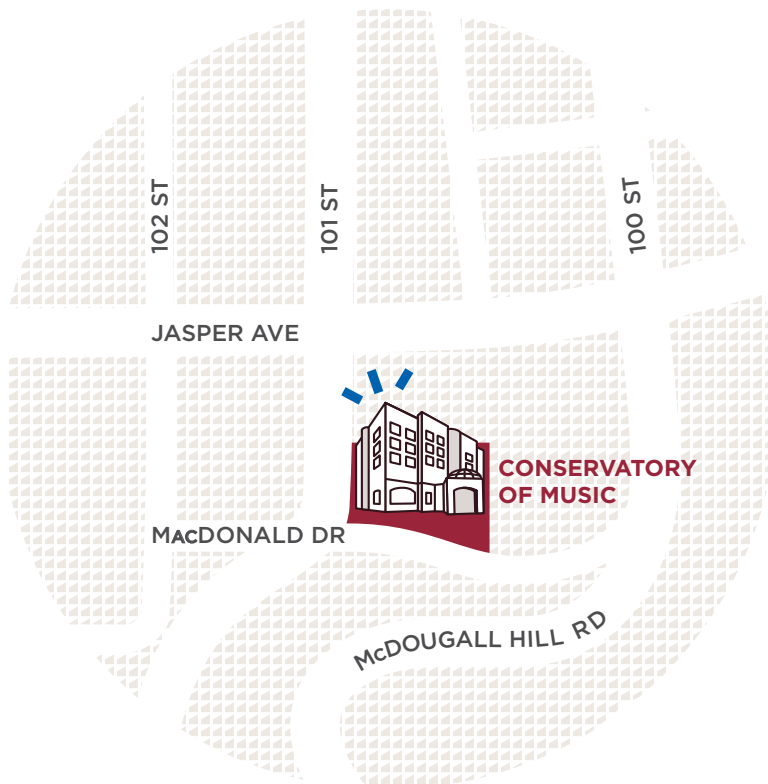 102 ST
101 ST
100 ST
JASPER AVE
CONSERVATORY
OF MUSIC
MACDONALD DR
McDOUGALL HILL RD